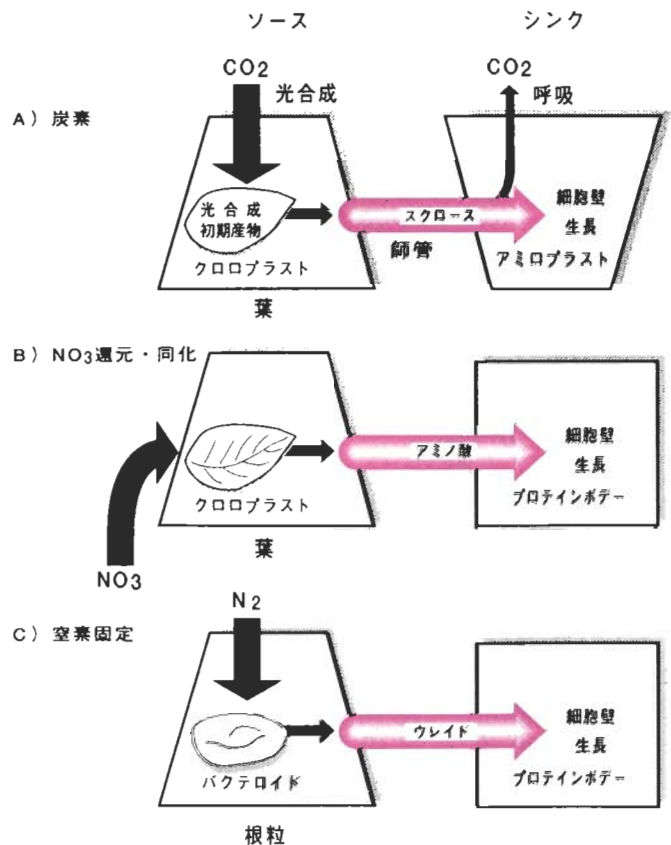 ソース
シンク
CO2
CO2
光合成
呼吸
A) 炭素
光合成
初期産物
クロロプラスト
スクロース
師管
細胞壁
生長
アミロプラスト
葉
B) NO3還元・同化
クロロプラスト
アミノ酸
細胞壁
生長
プロテインボデー
葉
NO3
N2
C) 窒素固定
バクテロイド
ウレイド
細胞壁
生長
プロテインボデー
根粒